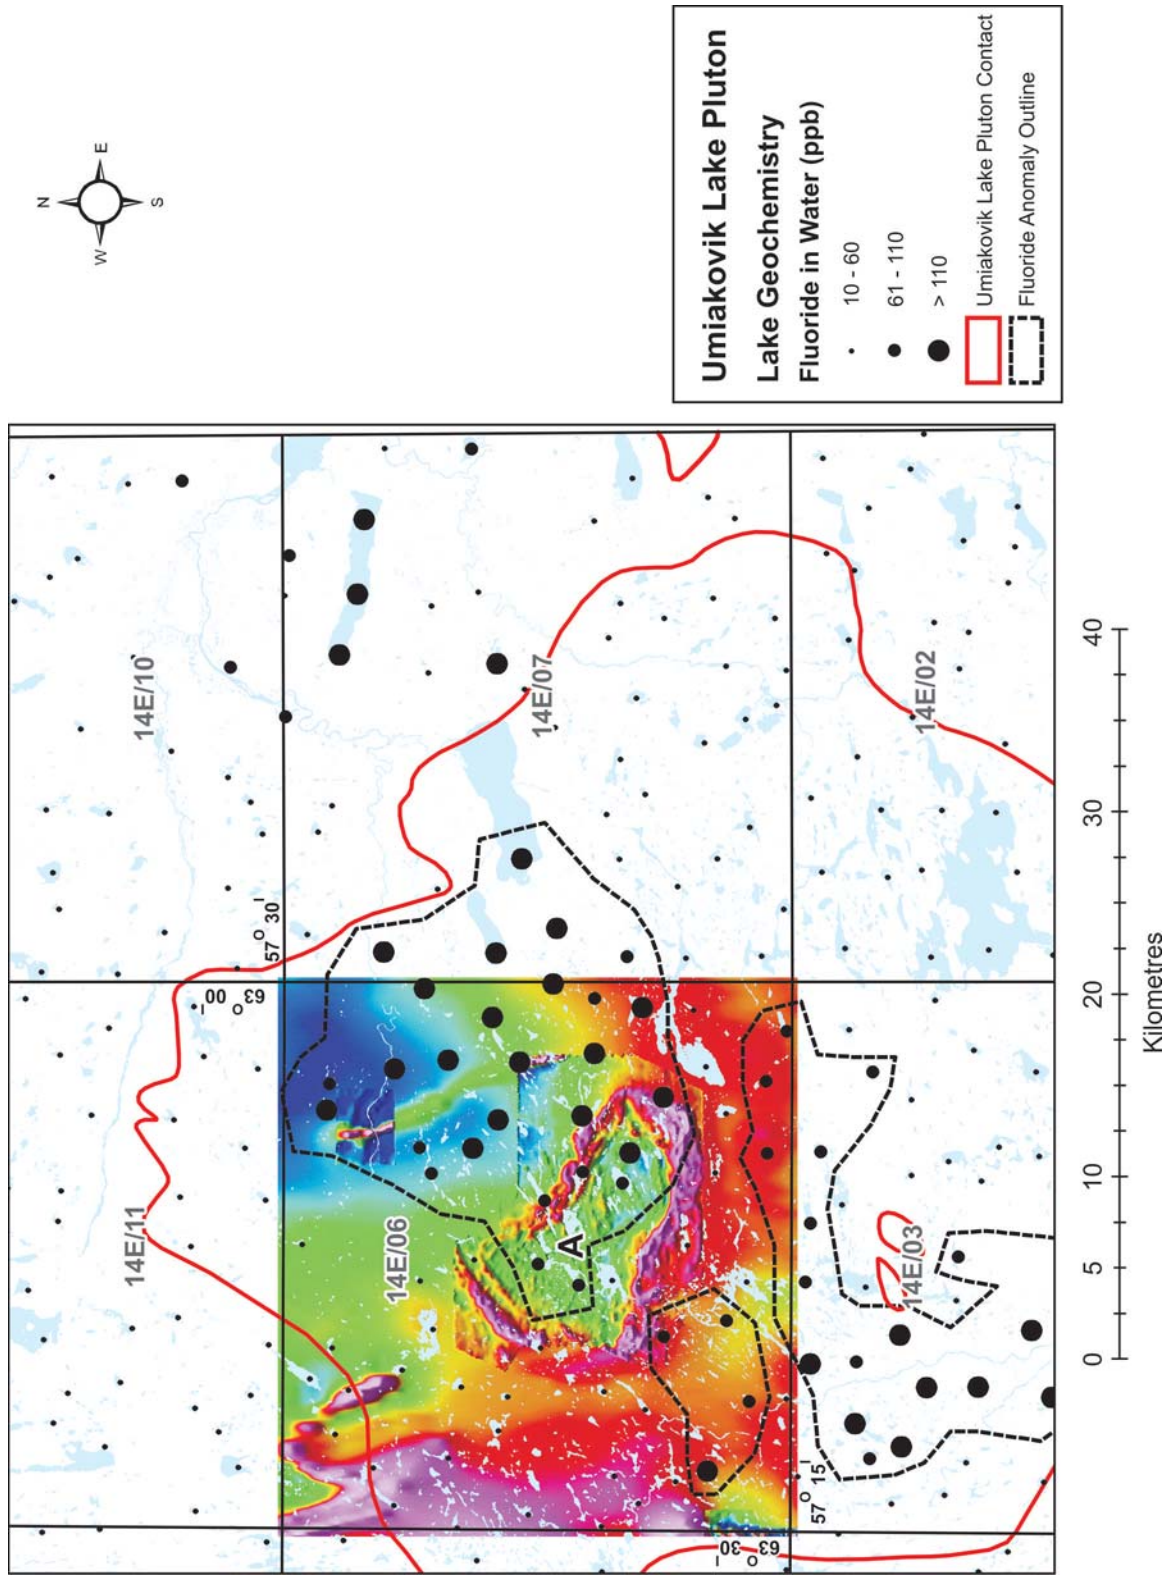 N
W E
S
Umiakovik Lake Pluton
Lake Geochemistry
Fluoride in Water (ppb)
10 - 60
61 - 110
> 110
Umiakovik Lake Pluton Contact
Fluoride Anomaly Outline
14E/11
14E/10
57° 30'
63° 00'
14E/06
14E/07
A
57° 15'
63° 30'
14E/03
14E/02
0 5 10 20 30 40
Kilometres